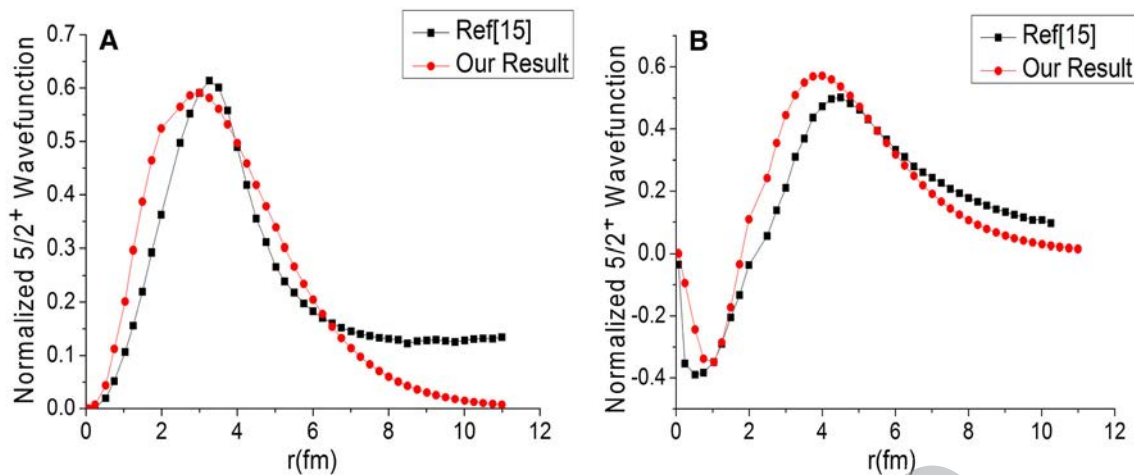 A
Ref[15]
Our Result
Normalized 5/2+ Wavefunction
0.7
0.6
0.5
0.4
0.3
0.2
0.1
0.0
0 2 4 6 8 10 12
r(fm)
B
Ref[15]
Our Result
Normalized 5/2+ Wavefunction
0.6
0.4
0.2
0.0
-0.2
-0.4
0 2 4 6 8 10 12
r(fm)